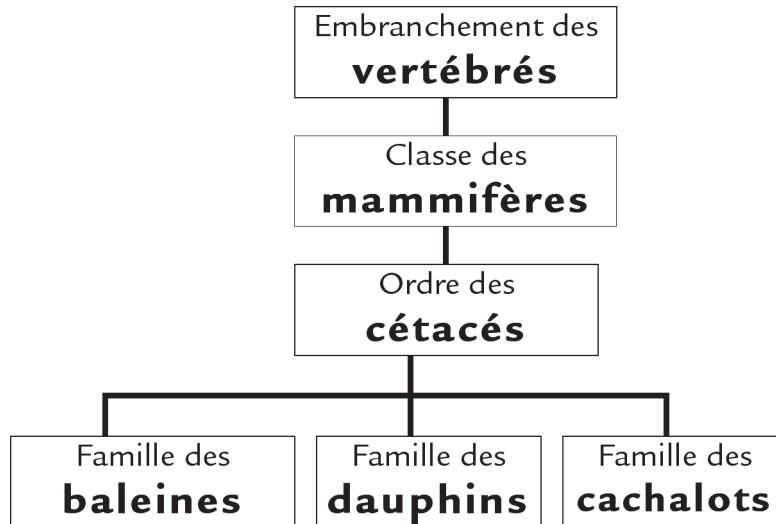 Embranchement des
vertébrés
Classe des
mammifères
Ordre des
cétacés
Famille des
baleines
Famille des
dauphins
Famille des
cachalots